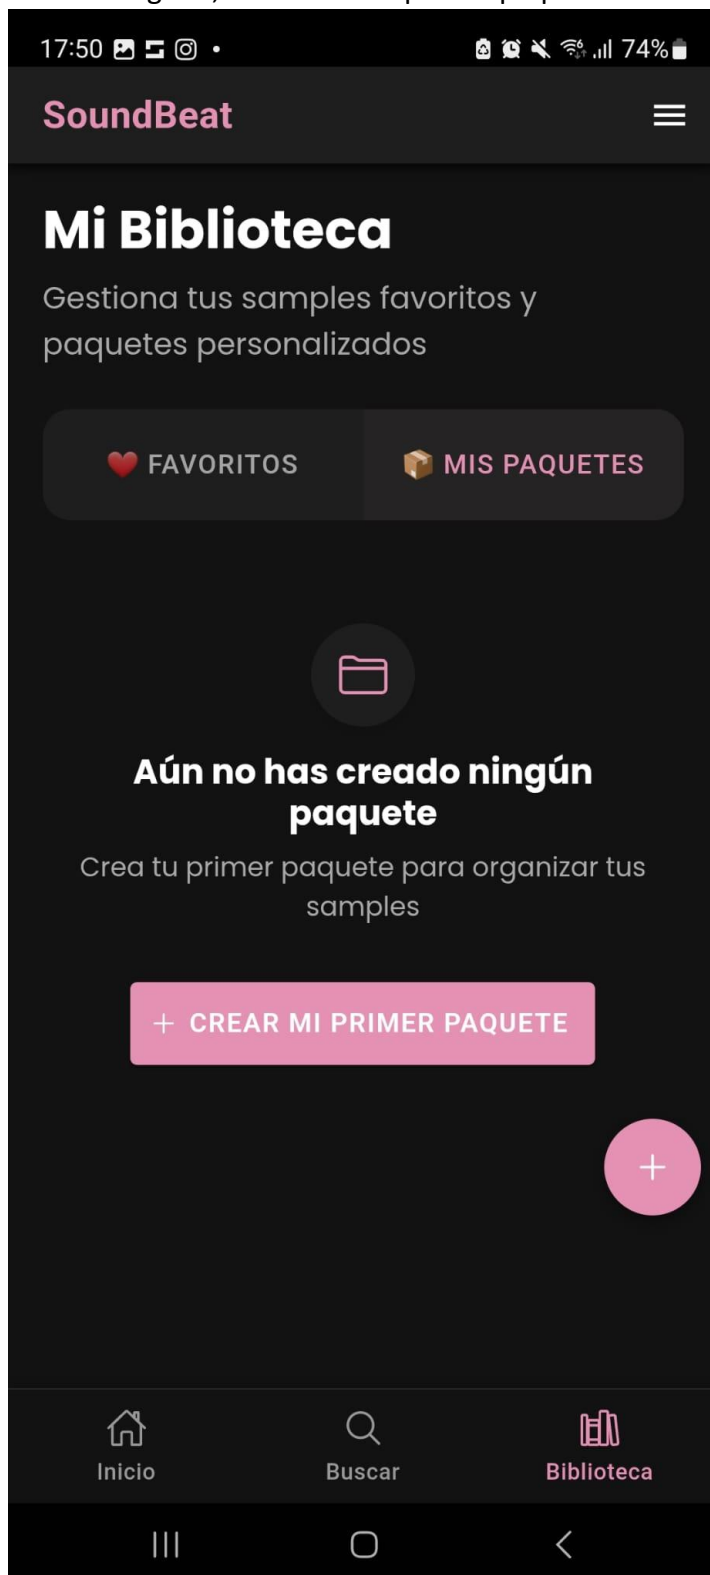 17:50
74%
SoundBeat
Mi Biblioteca
Gestiona tus samples favoritos y
paquetes personalizados
FAVORITOS
MIS PAQUETES
Aún no has creado ningún
paquete
Crea tu primer paquete para organizar tus
samples
+ CREAR MI PRIMER PAQUETE
+
Inicio
Buscar
Biblioteca